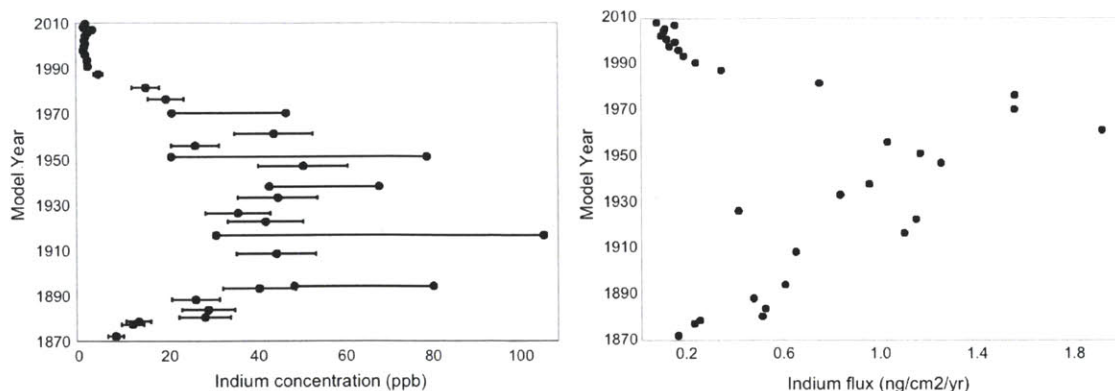 2010
1990
1970
1950
1930
1910
1890
1870
Model Year
0 20 40 60 80 100
Indium concentration (ppb)
2010
1990
1970
1950
1930
1910
1890
1870
Model Year
0.2 0.6 1.0 1.4 1.8
Indium flux (ng/cm2/yr)